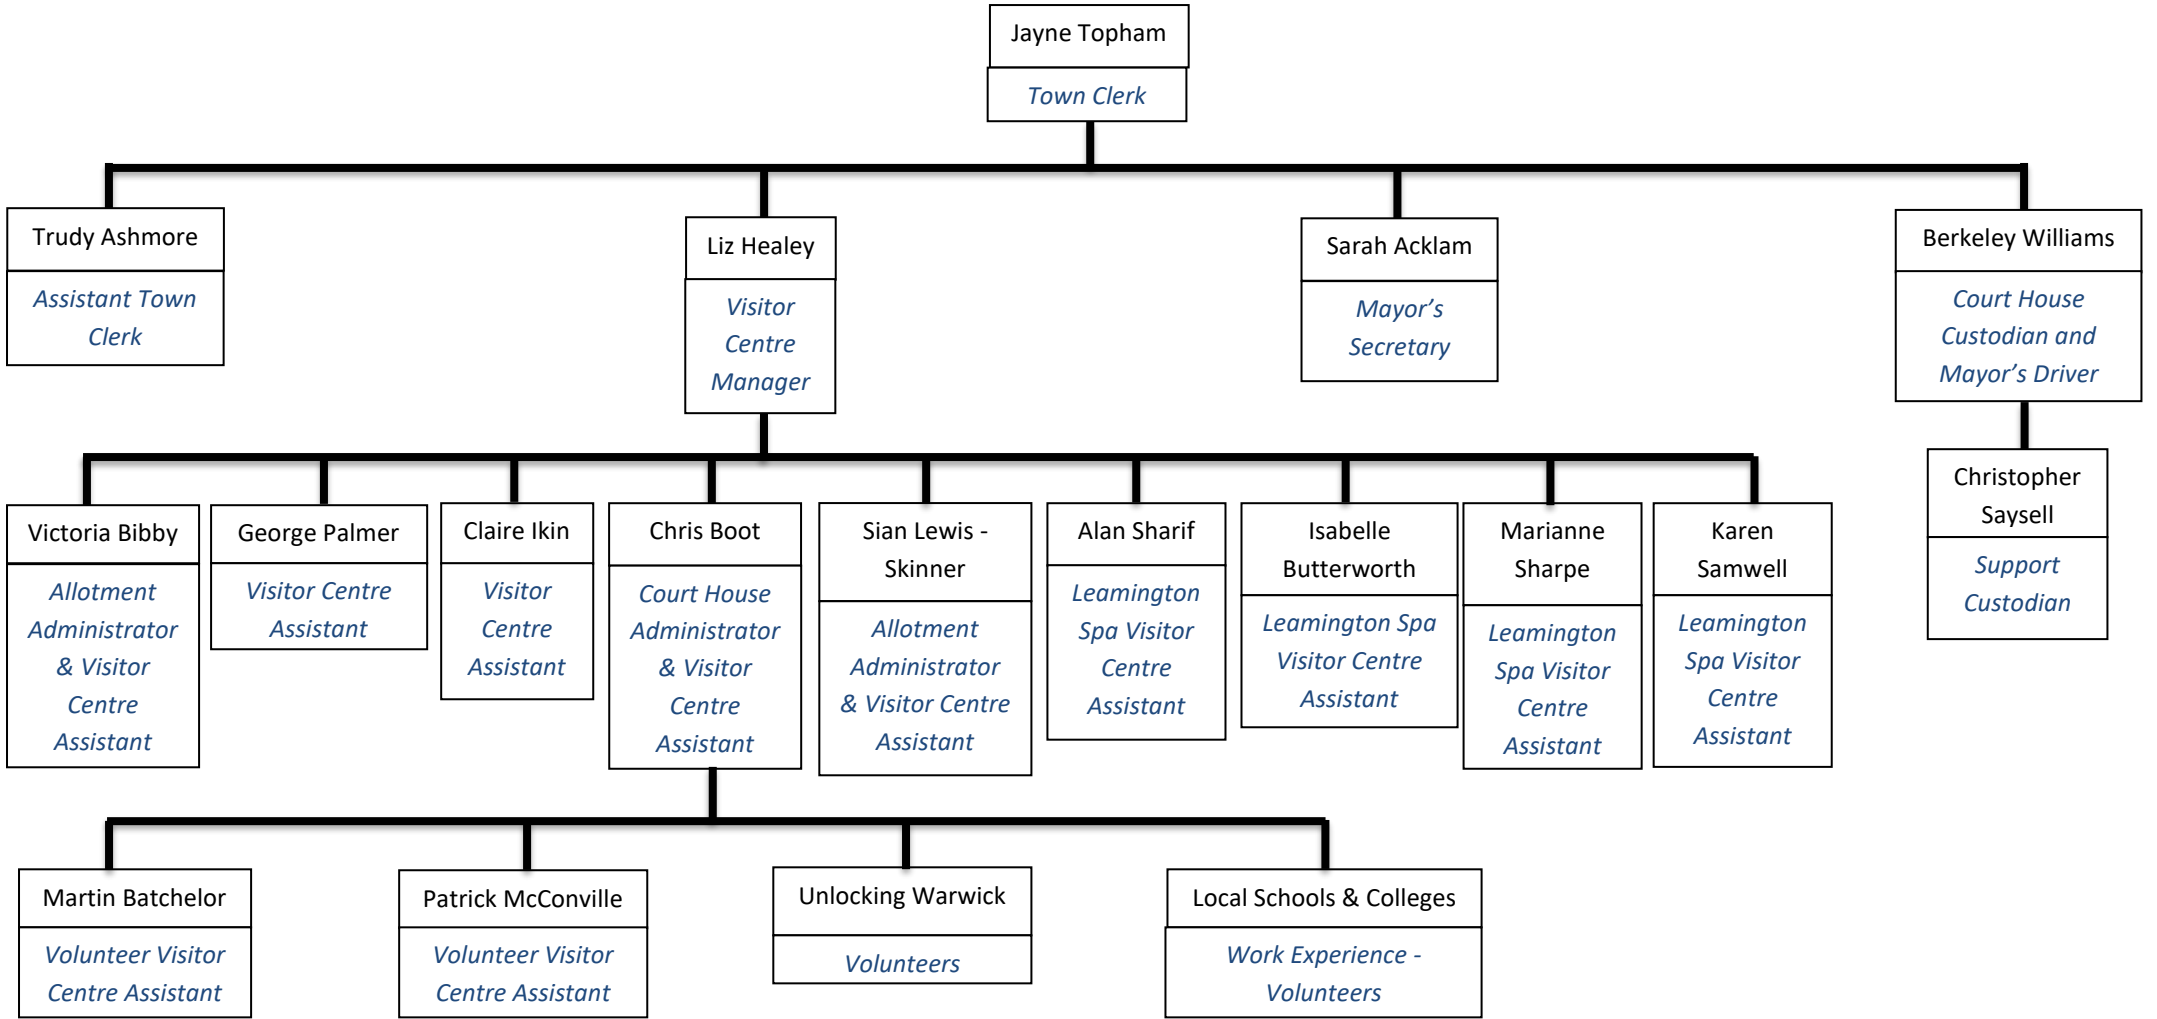 Jayne Topham
Town Clerk
Trudy Ashmore
Assistant Town
Clerk
Liz Healey
Visitor
Centre
Manager
Sarah Acklam
Mayor’s
Secretary
Berkeley Williams
Court House
Custodian and
Mayor’s Driver
Christopher
Saysell
Support
Custodian
Victoria Bibby
Allotment
Administrator
& Visitor
Centre
Assistant
George Palmer
Visitor Centre
Assistant
Claire Ikin
Visitor
Centre
Assistant
Chris Boot
Court House
Administrator
& Visitor
Centre
Assistant
Sian Lewis -
Skinner
Allotment
Administrator
& Visitor Centre
Assistant
Alan Sharif
Leamington
Spa Visitor
Centre
Assistant
Isabelle
Butterworth
Leamington Spa
Visitor Centre
Assistant
Marianne
Sharpe
Leamington
Spa Visitor
Centre
Assistant
Karen
Samwell
Leamington
Spa Visitor
Centre
Assistant
Martin Batchelor
Volunteer Visitor
Centre Assistant
Patrick McConville
Volunteer Visitor
Centre Assistant
Unlocking Warwick
Volunteers
Local Schools & Colleges
Work Experience -
Volunteers